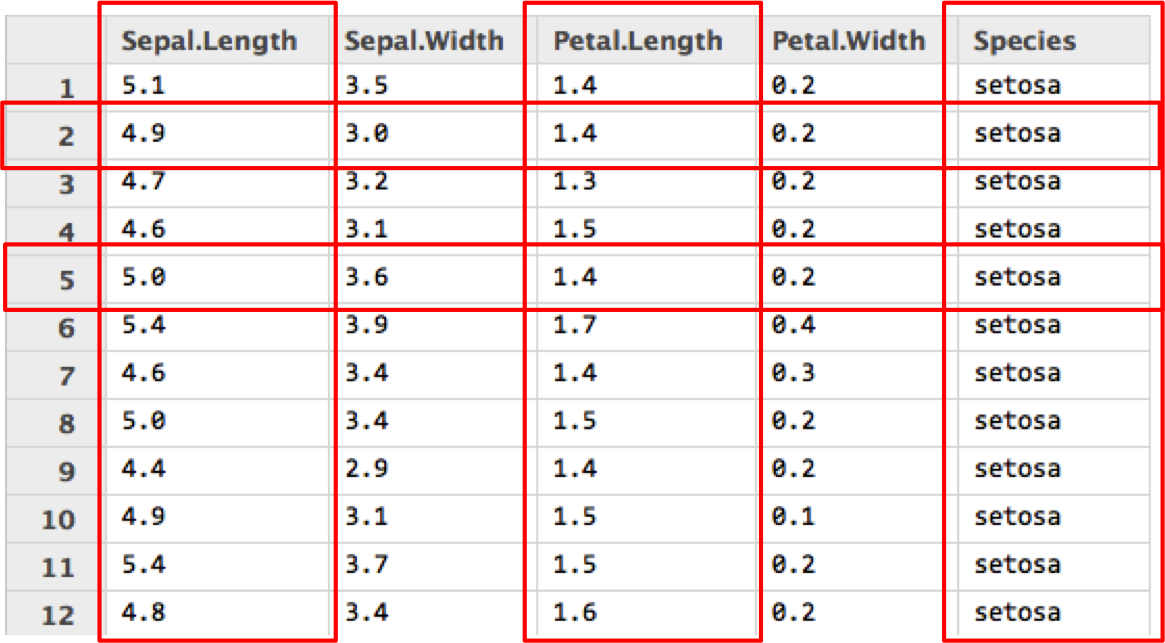 Sepal.Length Sepal.Width Petal.Length Petal.Width Species
1 5.1 3.5 1.4 0.2 setosa
2 4.9 3.0 1.4 0.2 setosa
3 4.7 3.2 1.3 0.2 setosa
4 4.6 3.1 1.5 0.2 setosa
5 5.0 3.6 1.4 0.2 setosa
6 5.4 3.9 1.7 0.4 setosa
7 4.6 3.4 1.4 0.3 setosa
8 5.0 3.4 1.5 0.2 setosa
9 4.4 2.9 1.4 0.2 setosa
10 4.9 3.1 1.5 0.1 setosa
11 5.4 3.7 1.5 0.2 setosa
12 4.8 3.4 1.6 0.2 setosa